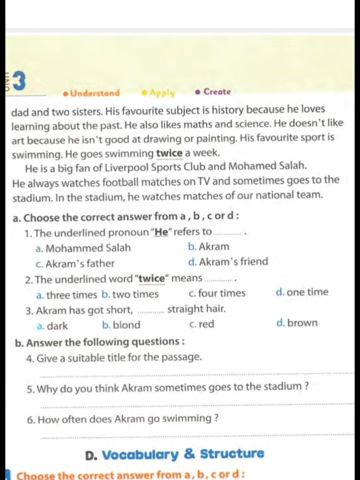 3
• Understand • Apply • Create
dad and two sisters. His favourite subject is history because he loves
learning about the past. He also likes maths and science. He doesn't like
art because he isn't good at drawing or painting. His favourite sport is
swimming. He goes swimming twice a week.
He is a big fan of Liverpool Sports Club and Mohamed Salah.
He always watches football matches on TV and sometimes goes to the
stadium. In the stadium, he watches matches of our national team.
a. Choose the correct answer from a , b , c or d :
1. The underlined pronoun "He" refers to .......... .
a. Mohammed Salah b. Akram
c. Akram's father d. Akram's friend
2. The underlined word "twice" means .......... .
a. three times b. two times c. four times d. one time
3. Akram has got short, .......... straight hair.
a. dark b. blond c. red d. brown
b. Answer the following questions :
4. Give a suitable title for the passage.
5. Why do you think Akram sometimes goes to the stadium ?
6. How often does Akram go swimming ?
D. Vocabulary & Structure
Choose the correct answer from a, b, c or d :